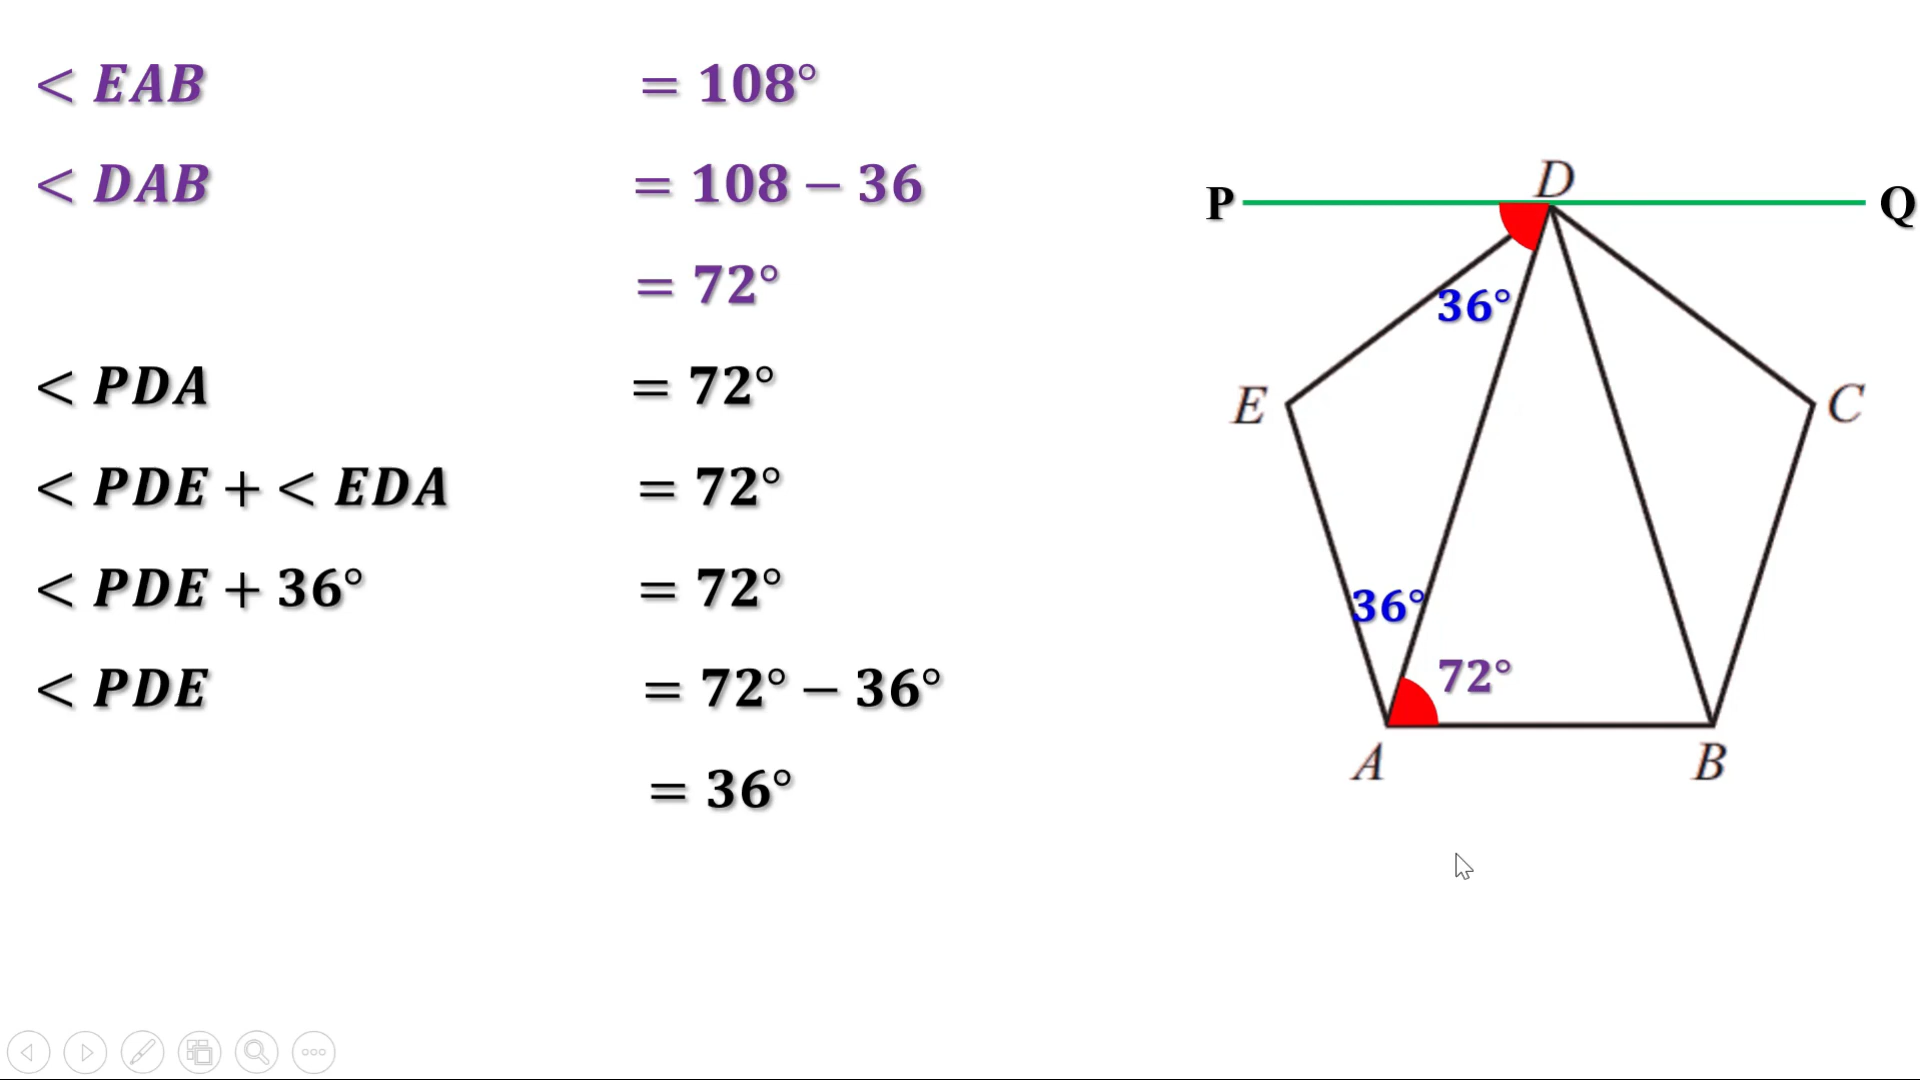 < EAB = 108°
< DAB = 108 − 36
= 72°
< PDA = 72°
< PDE + < EDA = 72°
< PDE + 36° = 72°
< PDE = 72° − 36°
= 36°
D
P Q
36°
E C
36°
72°
A B